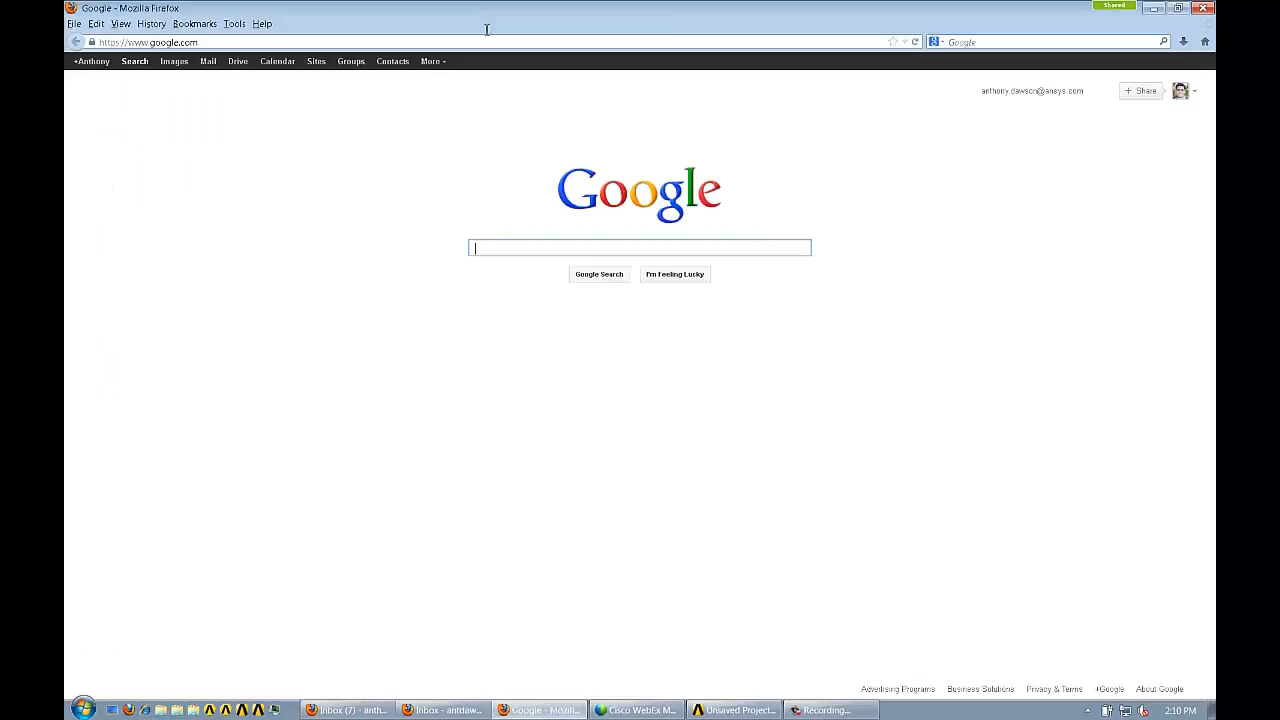 Google - Mozilla Firefox
Shared
File Edit View History Bookmarks Tools Help
https://www.google.com
Google
+Anthony Search Images Mail Drive Calendar Sites Groups Contacts More
anthony.dawson@ansys.com
+ Share
Google
Google Search I'm Feeling Lucky
Advertising Programs Business Solutions Privacy & Terms +Google About Google
Inbox (7) - anth... Inbox - antdaw... Google - Mozil... Cisco WebEx M... Unsaved Project... Recording... 2:10 PM